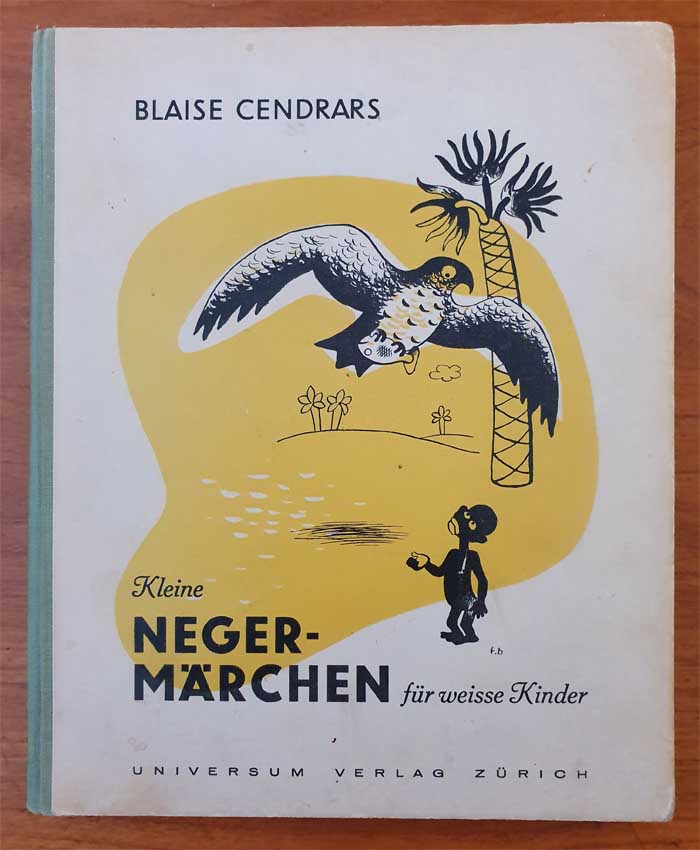 BLAISE CENDRARS
Kleine
NEGER-
MÄRCHEN für weisse Kinder
f.b
UNIVERSUM VERLAG ZÜRICH